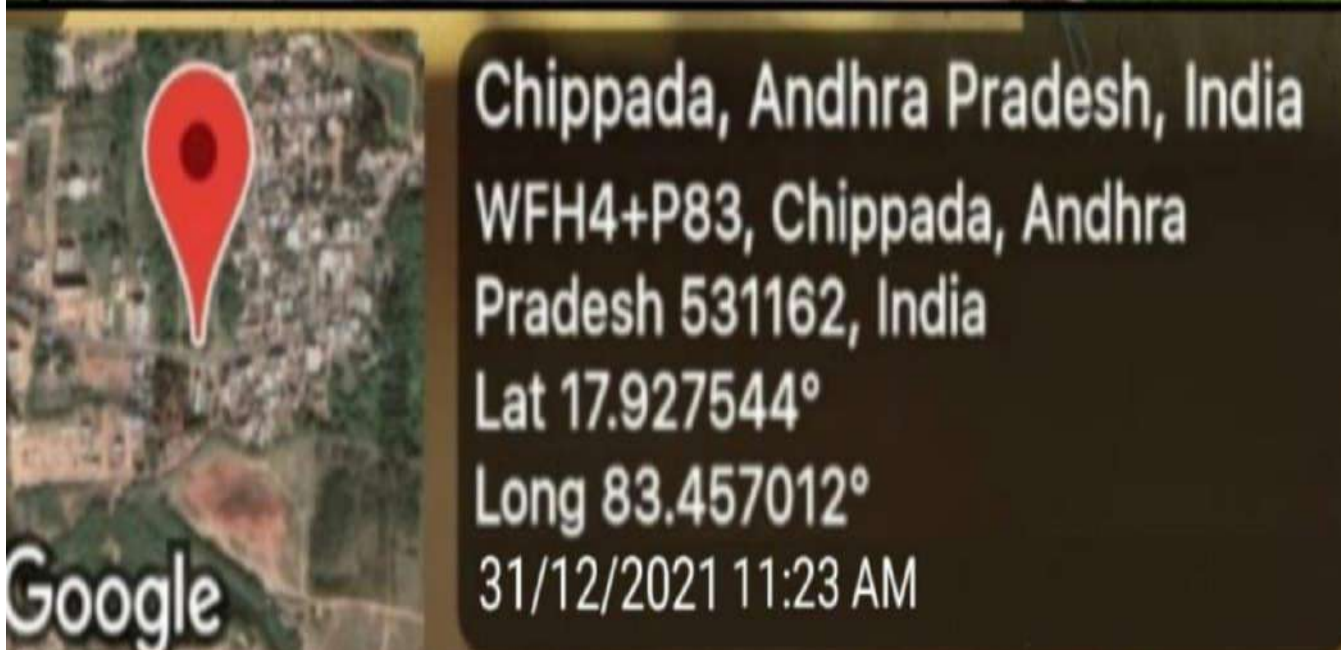 Chippada, Andhra Pradesh, India
WFH4+P83, Chippada, Andhra
Pradesh 531162, India
Lat 17.927544°
Long 83.457012°
31/12/2021 11:23 AM
Google